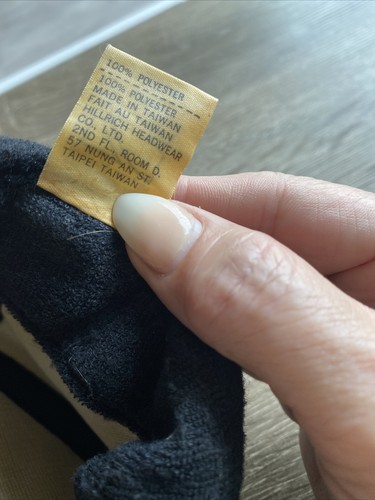 100% POLYESTER
100% POLYESTER
MADE IN TAIWAN
FAIT AU TAIWAN
HILLRICH HEADWEAR
CO. LTD.
2ND FL. ROOM D.
57 NUNG AN ST.
TAIPEI TAIWAN